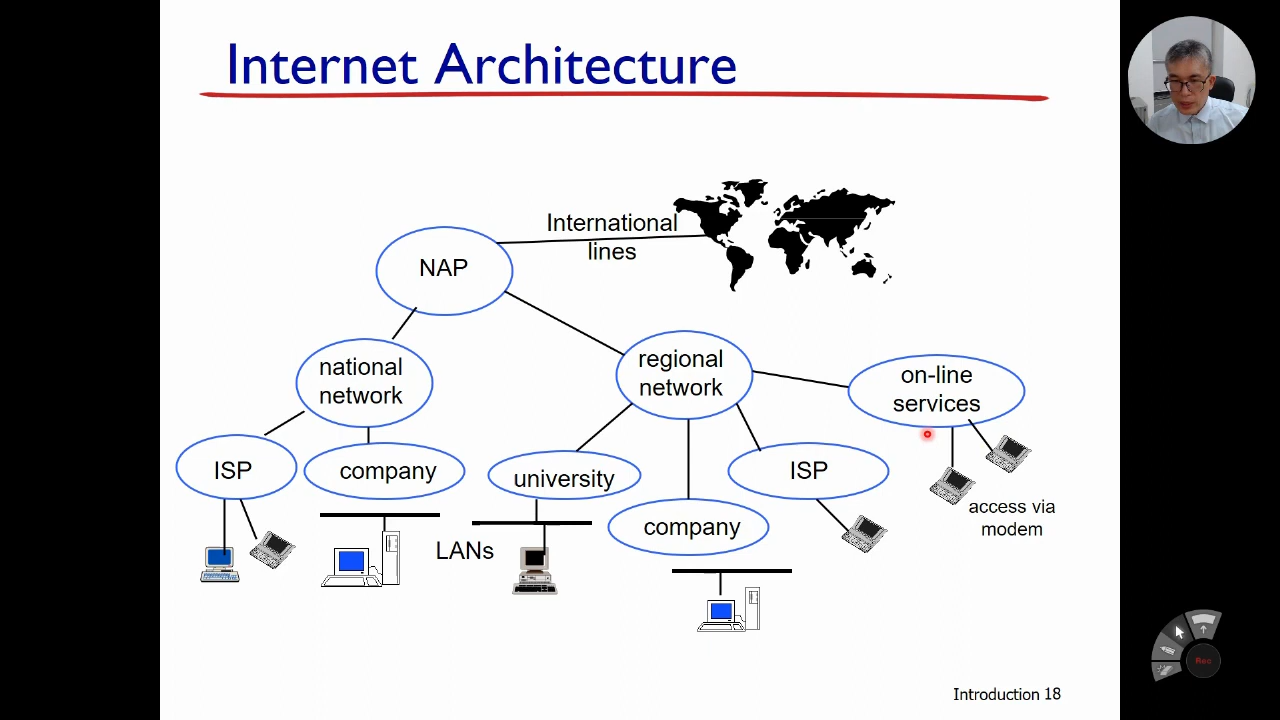 Internet Architecture
International
lines
NAP
national
network
regional
network
on-line
services
ISP
company
university
ISP
company
LANs
access via
modem
Rec
Introduction 18